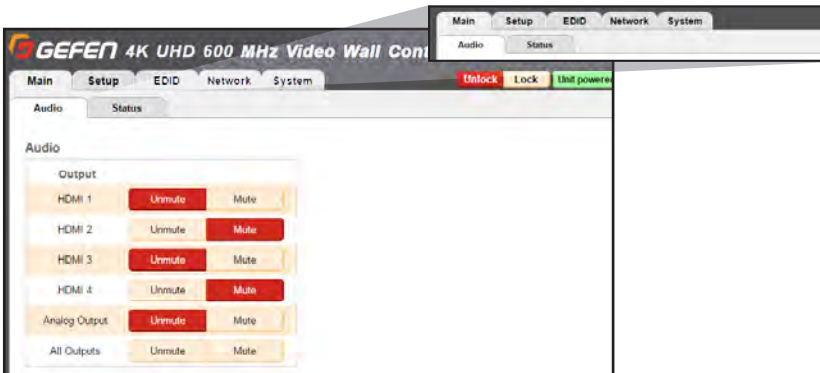 Main Setup EDID Network System
Audio Status
GEFEN 4K UHD 600 MHz Video Wall
Main Setup EDID Network System
Unlock Lock Unit powered
Audio Status
Audio
Output
HDMI 1 Unmute Mute
HDMI 2 Unmute Mute
HDMI 3 Unmute Mute
HDMI 4 Unmute Mute
Analog Output Unmute Mute
All Outputs Unmute Mute